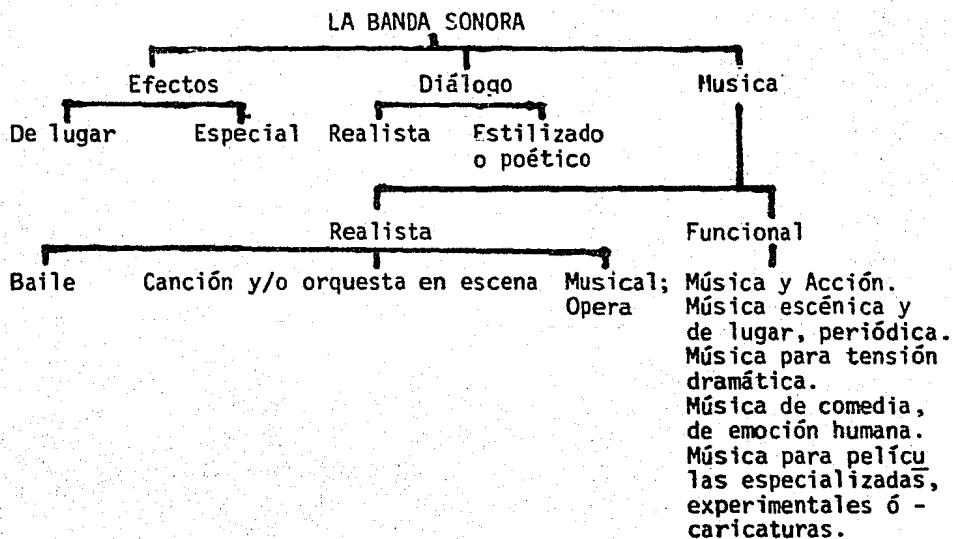 LA BANDA SONORA
Efectos Diálogo Musica
De lugar Especial Realista Estilizado
o poético
Realista Funcional
Baile Canción y/o orquesta en escena Musical; Música y Acción.
Opera Música escénica y
de lugar, periódica.
Música para tensión
dramática.
Música de comedia,
de emoción humana.
Música para pelícu
las especializadas,
experimentales ó -
caricaturas.